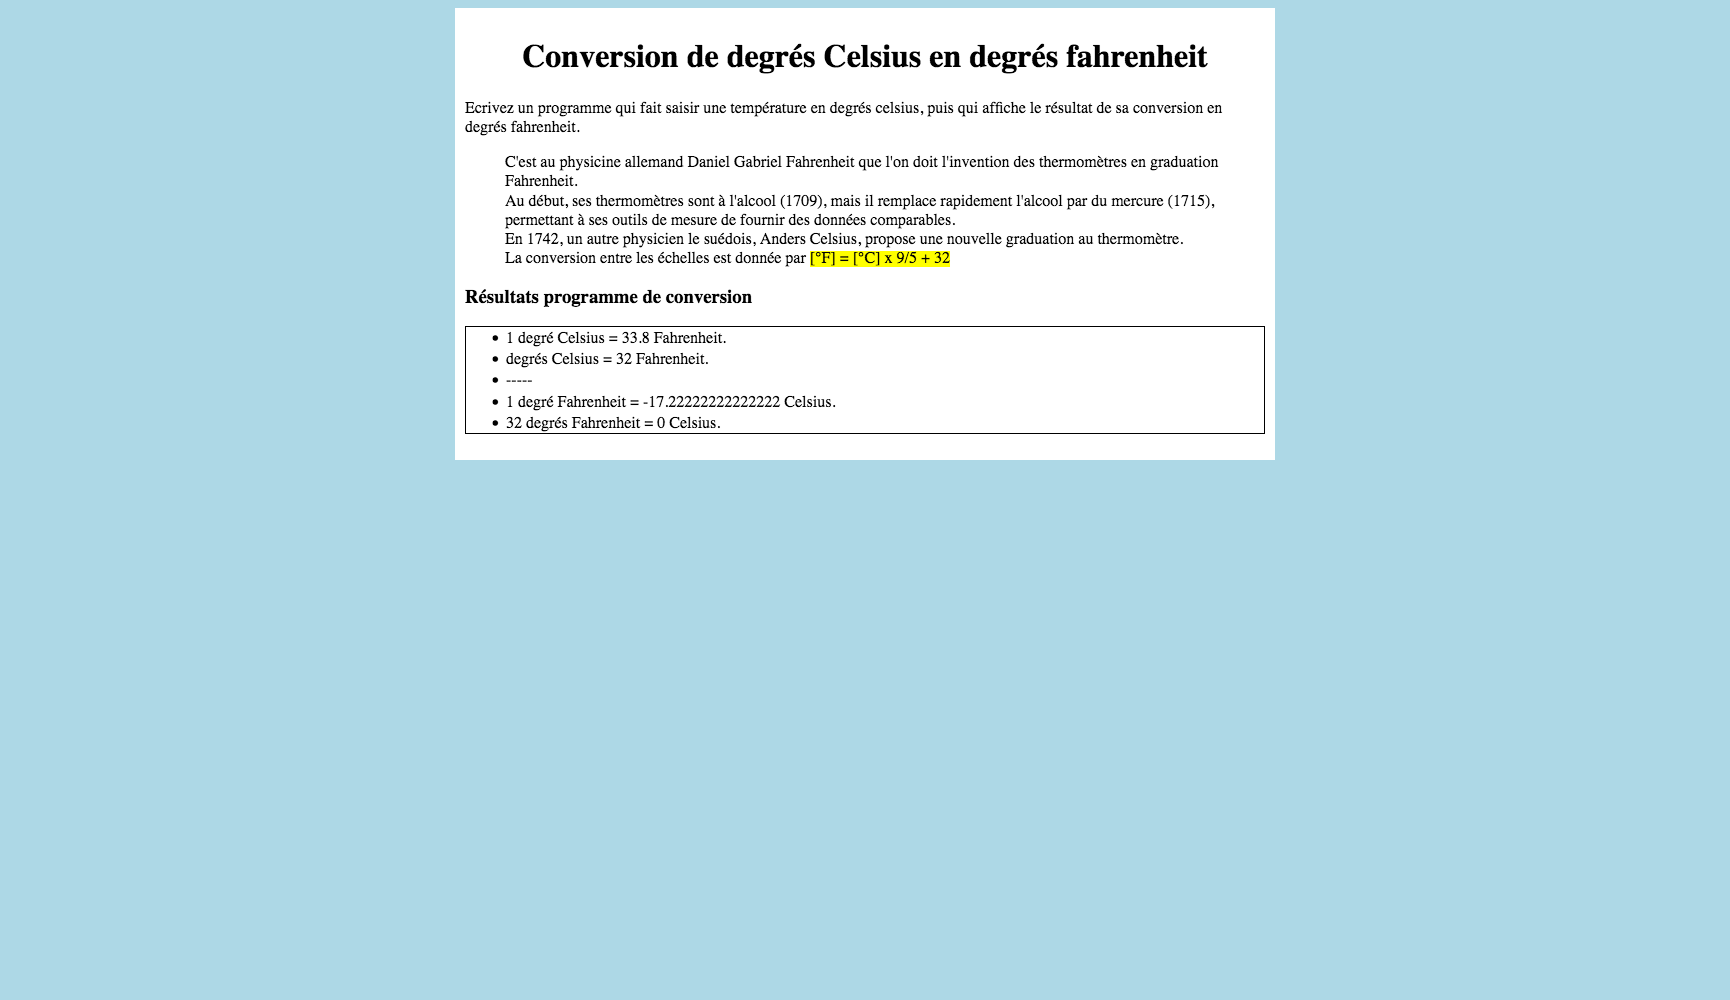 Conversion de degrés Celsius en degrés fahrenheit
Ecrivez un programme qui fait saisir une température en degrés celsius, puis qui affiche le résultat de sa conversion en
degrés fahrenheit.
C'est au physicine allemand Daniel Gabriel Fahrenheit que l'on doit l'invention des thermomètres en graduation
Fahrenheit.
Au début, ses thermomètres sont à l'alcool (1709), mais il remplace rapidement l'alcool par du mercure (1715),
permettant à ses outils de mesure de fournir des données comparables.
En 1742, un autre physicien le suédois, Anders Celsius, propose une nouvelle graduation au thermomètre.
La conversion entre les échelles est donnée par [°F] = [°C] x 9/5 + 32
Résultats programme de conversion
• 1 degré Celsius = 33.8 Fahrenheit.
• degrés Celsius = 32 Fahrenheit.
• -----
• 1 degré Fahrenheit = -17.22222222222222 Celsius.
• 32 degrés Fahrenheit = 0 Celsius.